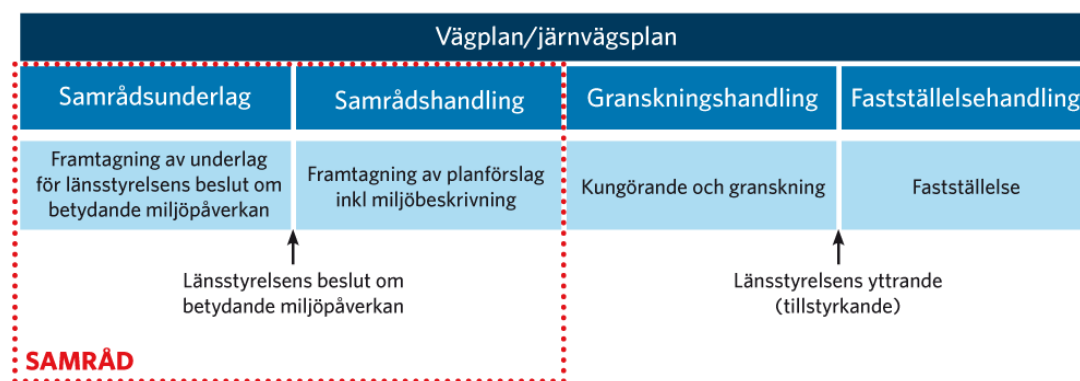 Vägplan/järnvägsplan
Samrådsunderlag
Samrådshandling
Granskningshandling
Fastställelsehandling
Framtagning av underlag
för länsstyrelsens beslut om
betydande miljöpåverkan
Framtagning av planförslag
inkl miljöbeskrivning
Kungörande och granskning
Fastställelse
Länsstyrelsens beslut om
betydande miljöpåverkan
Länsstyrelsens yttrande
(tillstyrkande)
SAMRÅD